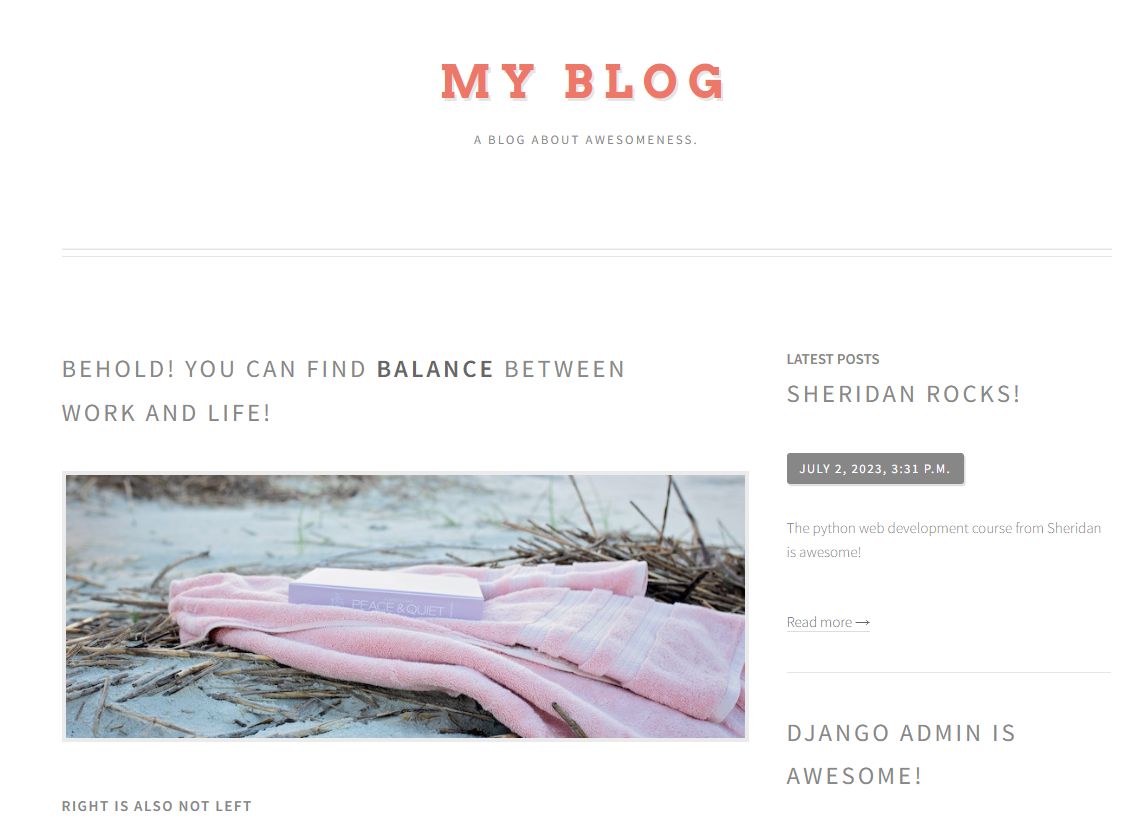 MY BLOG
A BLOG ABOUT AWESOMENESS.
BEHOLD! YOU CAN FIND BALANCE BETWEEN
WORK AND LIFE!
PEACE & QUIET
RIGHT IS ALSO NOT LEFT
LATEST POSTS
SHERIDAN ROCKS!
JULY 2, 2023, 3:31 P.M.
The python web development course from Sheridan
is awesome!
Read more →
DJANGO ADMIN IS
AWESOME!